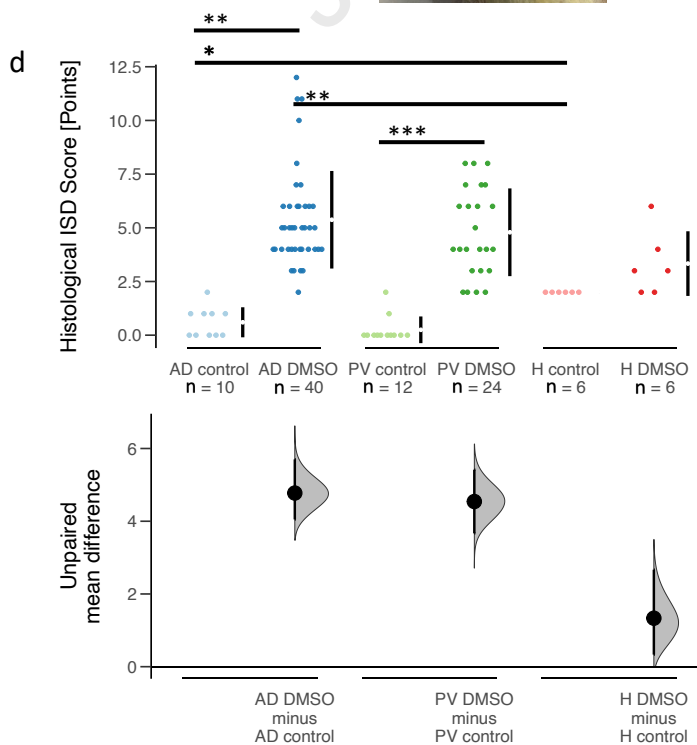 d
**
*
**
***
Histological ISD Score [Points]
12.5
10.0
7.5
5.0
2.5
0.0
AD control
n = 10
AD DMSO
n = 40
PV control
n = 12
PV DMSO
n = 24
H control
n = 6
H DMSO
n = 6
Unpaired
mean difference
6
4
2
0
AD DMSO
minus
AD control
PV DMSO
minus
PV control
H DMSO
minus
H control